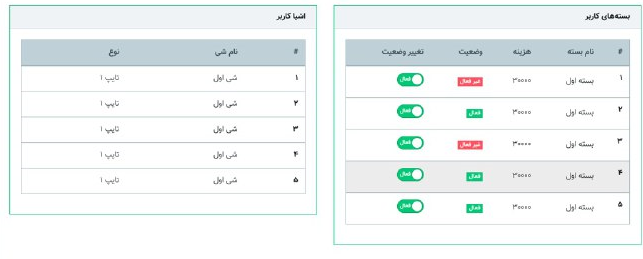 بسته‌های کاربر
# نام بسته هزینه وضعیت تغییر وضعیت
۱ بسته اول ۳۰۰۰۰ غیر فعال فعال
۲ بسته اول ۳۰۰۰۰ فعال فعال
۳ بسته اول ۳۰۰۰۰ غیر فعال فعال
۴ بسته اول ۳۰۰۰۰ فعال فعال
۵ بسته اول ۳۰۰۰۰ فعال فعال
اشیا کاربر
# نام شی نوع
۱ شی اول تایپ ۱
۲ شی اول تایپ ۱
۳ شی اول تایپ ۱
۴ شی اول تایپ ۱
۵ شی اول تایپ ۱